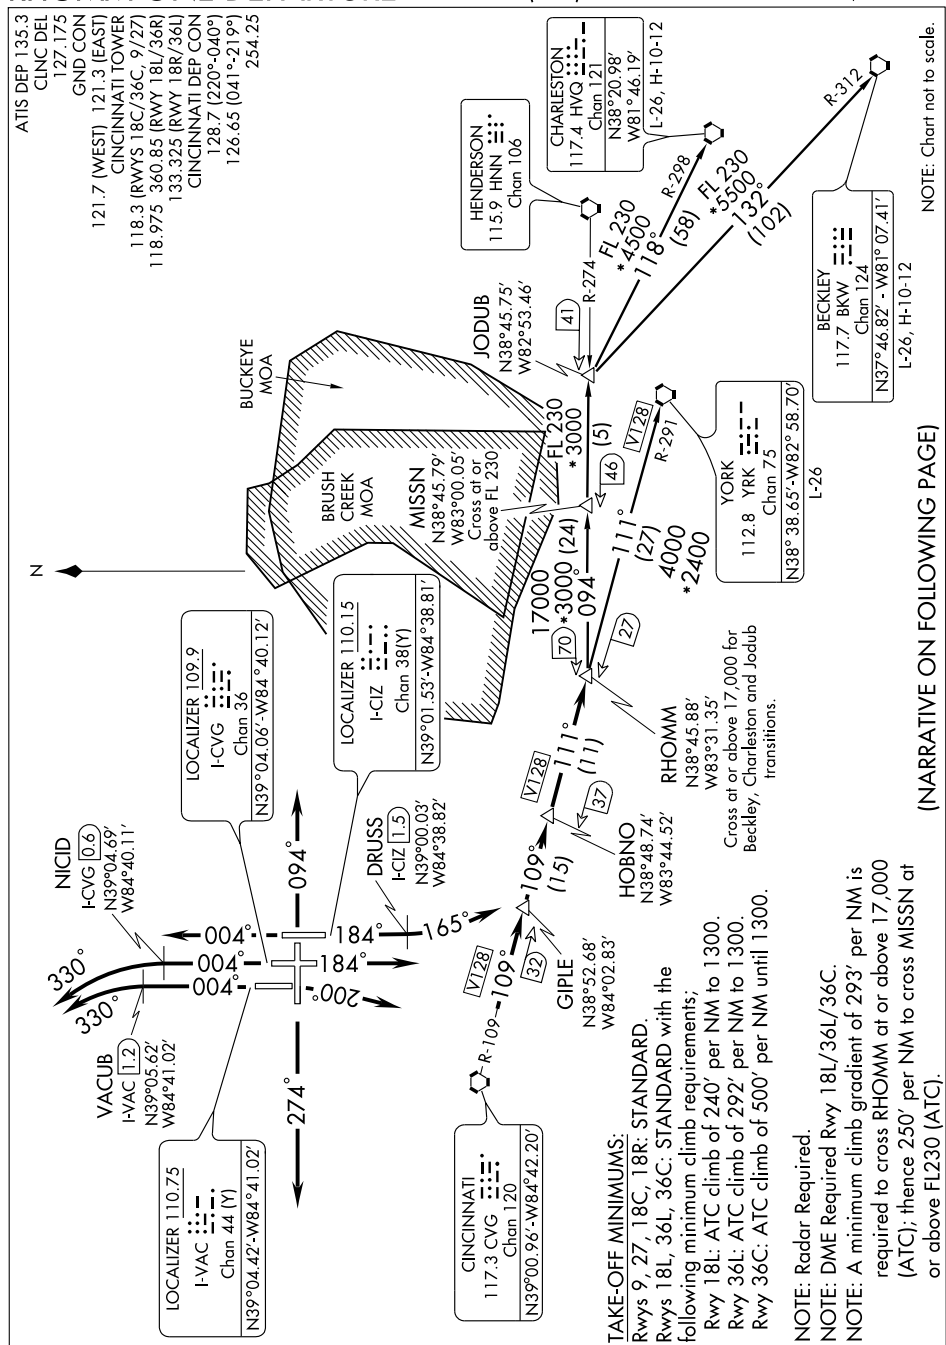 ATIS DEP 135.3
CLNC DEL
127.175
GND CON
121.7 (WEST) 121.3 (EAST)
CINCINNATI TOWER
118.3 (RWYS 18C/36C, 9/27)
118.975 360.85 (RWY 18L/36R)
133.325 (RWY 18R/36L)
CINCINNATI DEP CON
128.7 (220°-040°)
126.65 (041°-219°)
254.25
N
NICID
I-CVG 0.6
N39°04.69′
W84°40.11′
VACUB
I-VAC 1.2
N39°05.62′
W84°41.02′
330°
330°
004°
004°
004°
LOCALIZER 109.9
I-CVG
Chan 36
N39°04.06′-W84°40.12′
LOCALIZER 110.15
I-CIZ
Chan 38(Y)
N39°01.53′-W84°38.81′
LOCALIZER 110.75
I-VAC
Chan 44 (Y)
N39°04.42′-W84°41.02′
274°
094°
200°
184°
184°
165°
DRUSS
I-CIZ 1.5
N39°00.03′
W84°38.82′
BUCKEYE
MOA
BRUSH
CREEK
MOA
MISSN
N38°45.79′
W83°00.05′
Cross at or
above FL 230
JODUB
N38°45.75′
W82°53.46′
HENDERSON
115.9 HNN
Chan 106
CHARLESTON
117.4 HVQ
Chan 121
N38°20.98′
W81°46.19′
L-26, H-10-12
CINCINNATI
117.3 CVG
Chan 120
N39°00.96′-W84°42.20′
R-109
V128
109°
32
GIPLE
N38°52.68′
W84°02.83′
109°
(15)
HOBNO
N38°48.74′
W83°44.52′
37
V128
111°
(11)
RHOMM
N38°45.88′
W83°31.35′
Cross at or above 17,000 for
Beckley, Charleston and Jodub
transitions.
70
27
17000
*3000 (24)
094°
46
FL 230
*3000
(5)
41
R-274
111°
(27)
4000
*2400
V128
R-291
YORK
112.8 YRK
Chan 75
N38°38.65′-W82°58.70′
L-26
FL 230
*4500
118°
(58)
R-298
FL 230
*5500
132°
(102)
R-312
BECKLEY
117.7 BKW
Chan 124
N37°46.82′ - W81°07.41′
L-26, H-10-12
TAKE-OFF MINIMUMS:
Rwys 9, 27, 18C, 18R: STANDARD.
Rwys 18L, 36L, 36C: STANDARD with the
following minimum climb requirements;
Rwy 18L: ATC climb of 240′ per NM to 1300.
Rwy 36L: ATC climb of 292′ per NM to 1300.
Rwy 36C: ATC climb of 500′ per NM until 1300.
NOTE: Radar Required.
NOTE: DME Required Rwy 18L/36L/36C.
NOTE: A minimum climb gradient of 293′ per NM is
required to cross RHOMM at or above 17,000
(ATC); thence 250′ per NM to cross MISSN at
or above FL230 (ATC).
(NARRATIVE ON FOLLOWING PAGE)
NOTE: Chart not to scale.